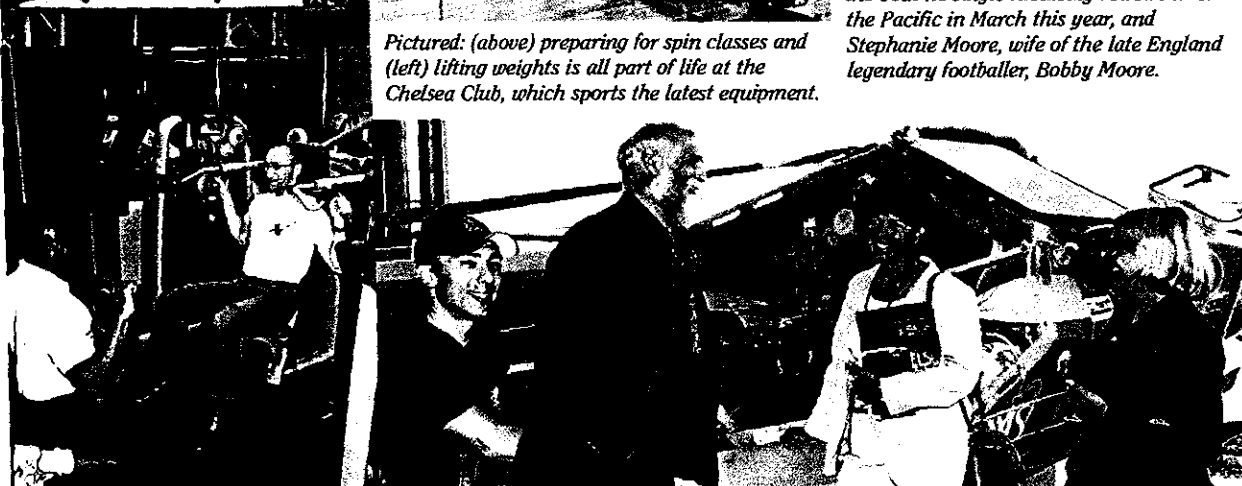 Pictured: (above) preparing for spin classes and
(left) lifting weights is all part of life at the
Chelsea Club, which sports the latest equipment.
the Pacific in March this year, and
Stephanie Moore, wife of the late England
legendary footballer, Bobby Moore.